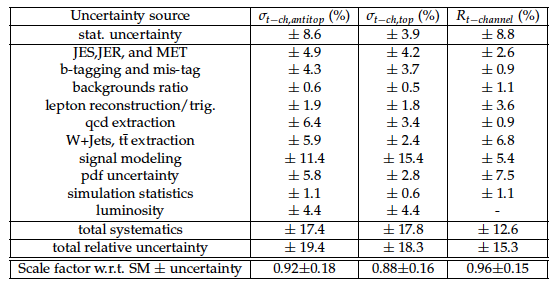 Uncertainty source σt−ch,antitop (%) σt−ch,top (%) Rt−channel (%)
stat. uncertainty ± 8.6 ± 3.9 ± 8.8
JES,JER, and MET ± 4.9 ± 4.2 ± 2.6
b-tagging and mis-tag ± 4.3 ± 3.7 ± 0.9
backgrounds ratio ± 0.6 ± 0.5 ± 1.1
lepton reconstruction/trig. ± 1.9 ± 1.8 ± 3.6
qcd extraction ± 6.4 ± 3.4 ± 0.9
W+Jets, tt̄ extraction ± 5.9 ± 2.4 ± 6.8
signal modeling ± 11.4 ± 15.4 ± 5.4
pdf uncertainty ± 5.8 ± 2.8 ± 7.5
simulation statistics ± 1.1 ± 0.6 ± 1.1
luminosity ± 4.4 ± 4.4 -
total systematics ± 17.4 ± 17.8 ± 12.6
total relative uncertainty ± 19.4 ± 18.3 ± 15.3
Scale factor w.r.t. SM ± uncertainty 0.92±0.18 0.88±0.16 0.96±0.15